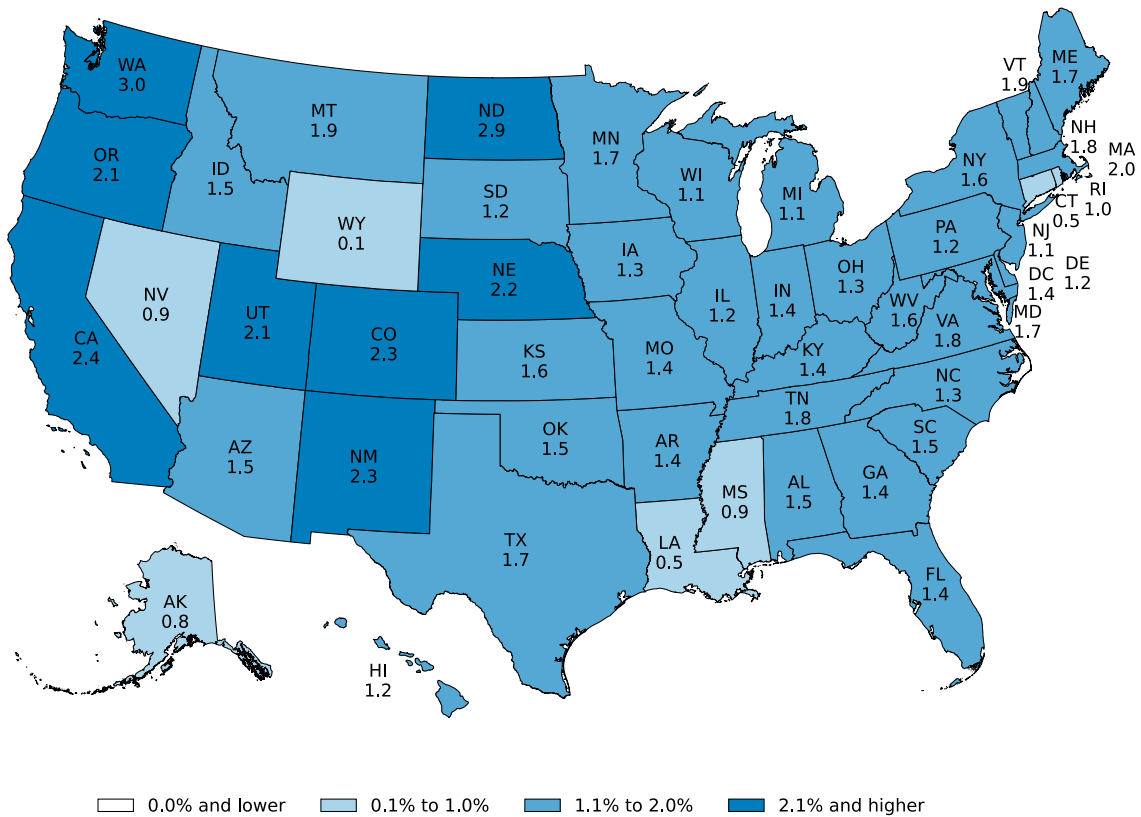 WA
3.0
MT
1.9
ND
2.9
MN
1.7
VT
1.9
ME
1.7
OR
2.1
ID
1.5
SD
1.2
WI
1.1
MI
1.1
NY
1.6
NH
1.8
MA
2.0
RI
1.0
CT
0.5
WY
0.1
NV
0.9
UT
2.1
CO
2.3
NE
2.2
IA
1.3
IL
1.2
IN
1.4
OH
1.3
PA
1.2
NJ
1.1
DE
1.2
DC
1.4
MD
1.7
WV
1.6
VA
1.8
CA
2.4
KS
1.6
MO
1.4
KY
1.4
NC
1.3
TN
1.8
SC
1.5
AZ
1.5
NM
2.3
OK
1.5
AR
1.4
MS
0.9
AL
1.5
GA
1.4
TX
1.7
LA
0.5
FL
1.4
AK
0.8
HI
1.2
0.0% and lower
0.1% to 1.0%
1.1% to 2.0%
2.1% and higher